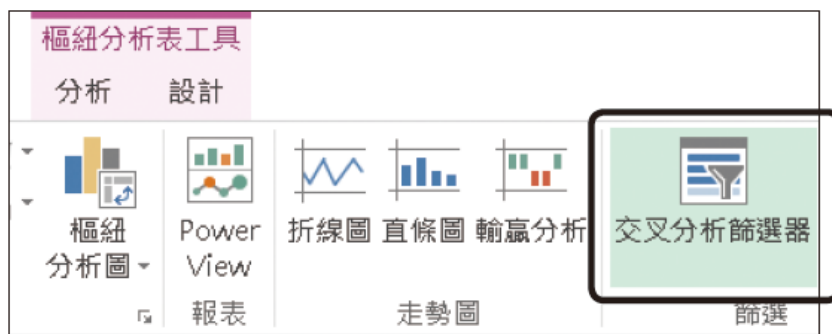 樞紐分析表工具
分析
設計
樞紐
分析圖
Power
View
折線圖
直條圖
輸贏分析
交叉分析篩選器
報表
走勢圖
篩選